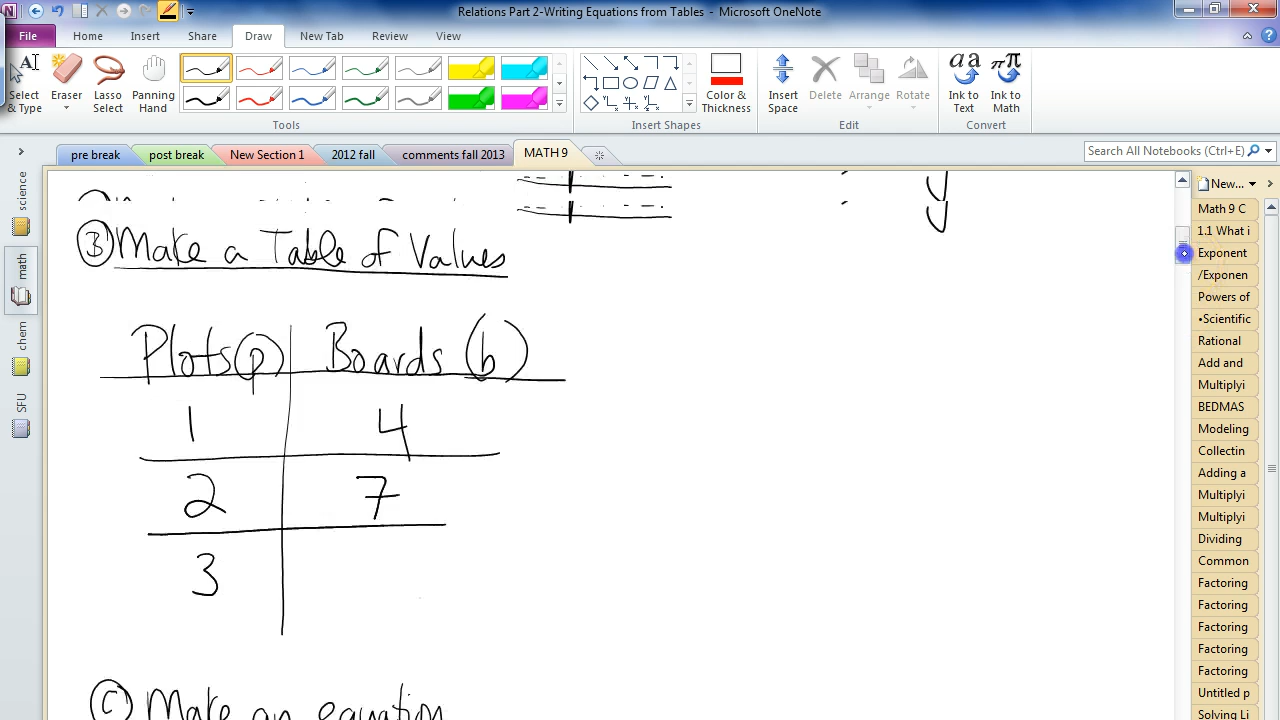 Relations Part 2-Writing Equations from Tables - Microsoft OneNote
File Home Insert Share Draw New Tab Review View
Select & Type
Eraser
Lasso Select
Panning Hand
Color & Thickness
Insert Space
Delete
Arrange
Rotate
Ink to Text
Ink to Math
Tools Insert Shapes Edit Convert
pre break post break New Section 1 2012 fall comments fall 2013 MATH 9
Search All Notebooks (Ctrl+E)
science
math
chem
SFU
③ Make a Table of Values
Plots (p) Boards (b)
1 4
2 7
3
Ⓒ Make an equation
New...
Math 9 C
1.1 What i
Exponent
/Exponen
Powers of
•Scientific
Rational
Add and
Multiplyi
BEDMAS
Modeling
Collectin
Adding a
Multiplyi
Multiplyi
Dividing
Common
Factoring
Factoring
Factoring
Factoring
Factoring
Untitled p
Solving Li